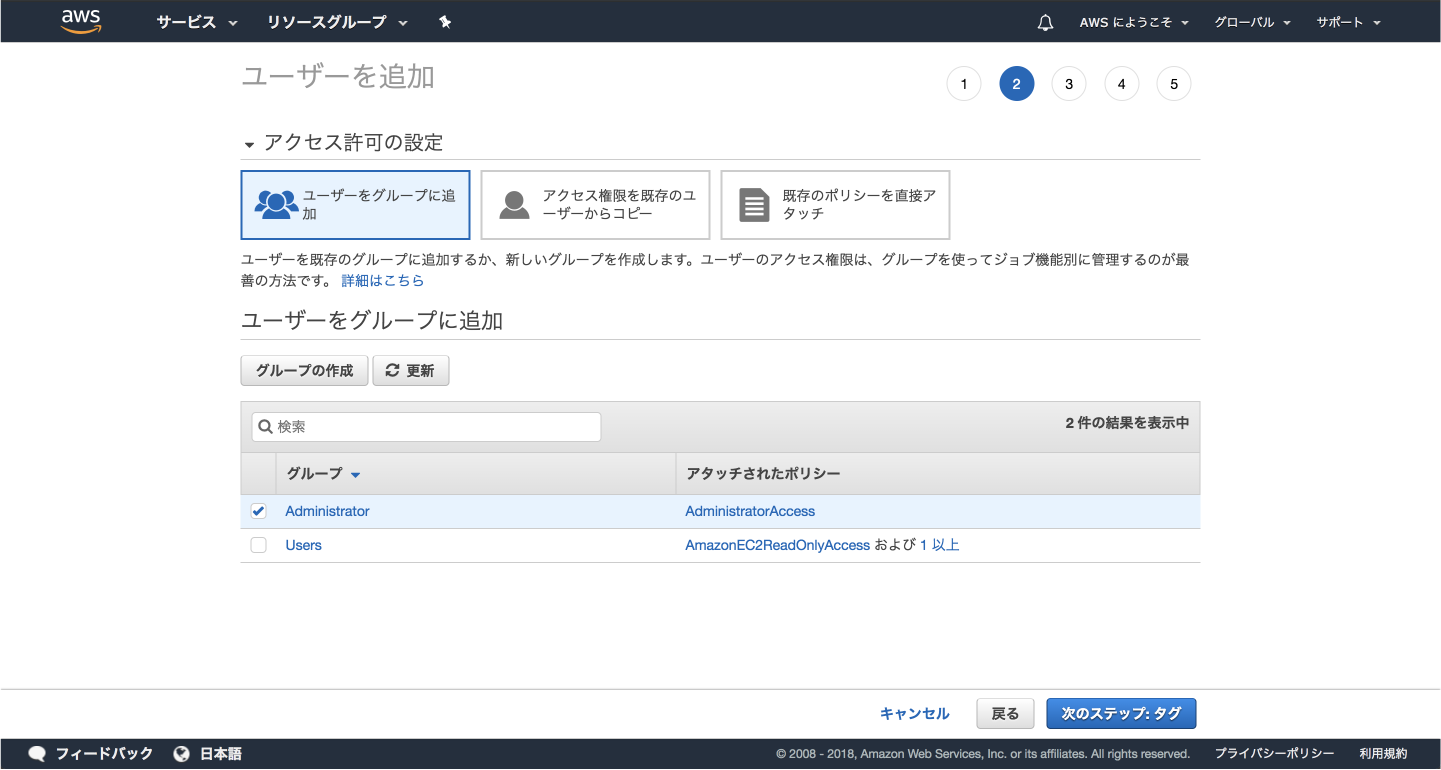 aws サービス リソースグループ AWS にようこそ グローバル サポート
ユーザーを追加 1 2 3 4 5
アクセス許可の設定
ユーザーをグループに追
加
アクセス権限を既存のユ
ーザーからコピー
既存のポリシーを直接ア
タッチ
ユーザーを既存のグループに追加するか、新しいグループを作成します。ユーザーのアクセス権限は、グループを使ってジョブ機能別に管理するのが最
善の方法です。 詳細はこちら
ユーザーをグループに追加
グループの作成 更新
検索 2 件の結果を表示中
グループ アタッチされたポリシー
Administrator AdministratorAccess
Users AmazonEC2ReadOnlyAccess および 1 以上
キャンセル 戻る 次のステップ: タグ
フィードバック 日本語 © 2008 - 2018, Amazon Web Services, Inc. or its affiliates. All rights reserved. プライバシーポリシー 利用規約